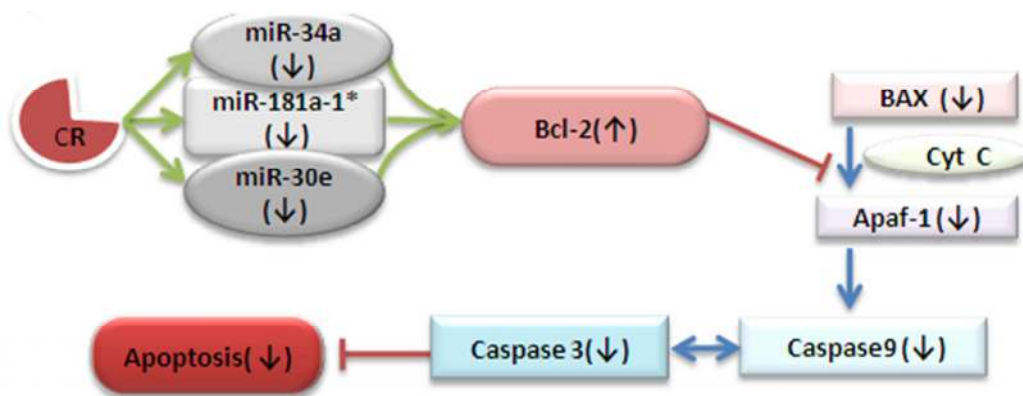 CR
miR-34a
(↓)
miR-181a-1*
(↓)
miR-30e
(↓)
Bcl-2(↑)
BAX (↓)
Cyt C
Apaf-1(↓)
Caspase9(↓)
Caspase 3(↓)
Apoptosis(↓)